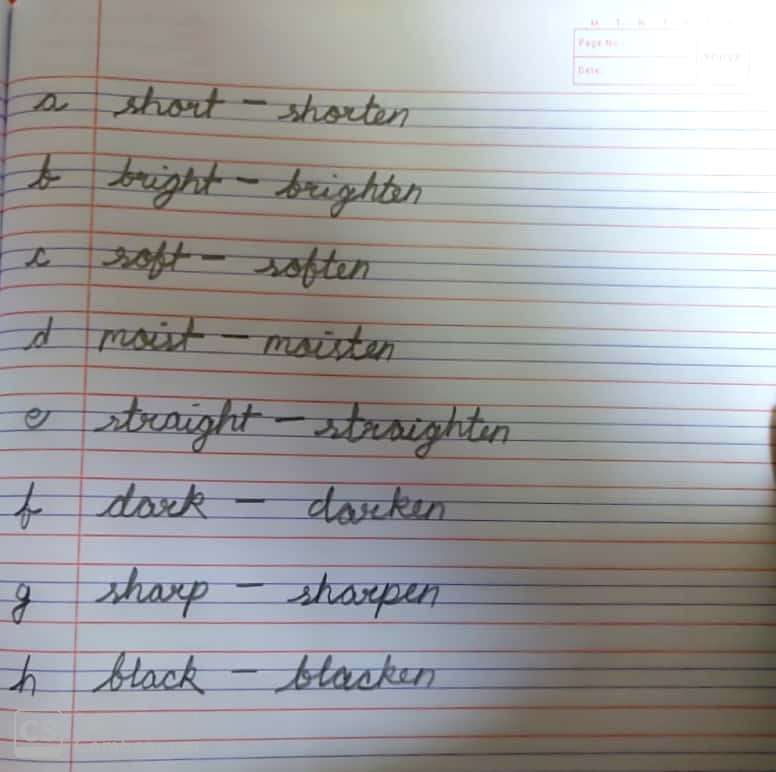 Page No.
Date:
a short - shorten
b bright - brighten
c soft - soften
d moist - moisten
e straight - straighten
f dark - darken
g sharp - sharpen
h black - blacken
CS